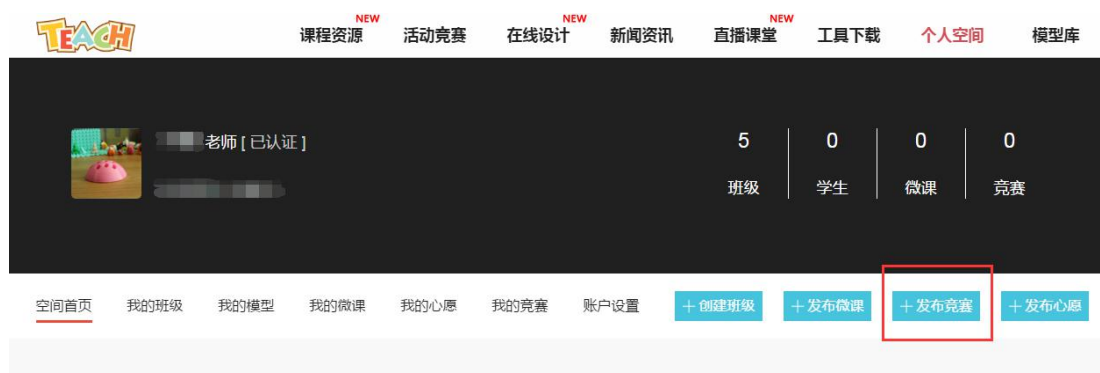 TEACH
课程资源 NEW 活动竞赛 在线设计 NEW 新闻资讯 直播课堂 NEW 工具下载 个人空间 模型库
老师 [ 已认证 ]
5 0 0 0
班级 学生 微课 竞赛
空间首页 我的班级 我的模型 我的微课 我的心愿 我的竞赛 账户设置 +创建班级 +发布微课 +发布竞赛 +发布心愿